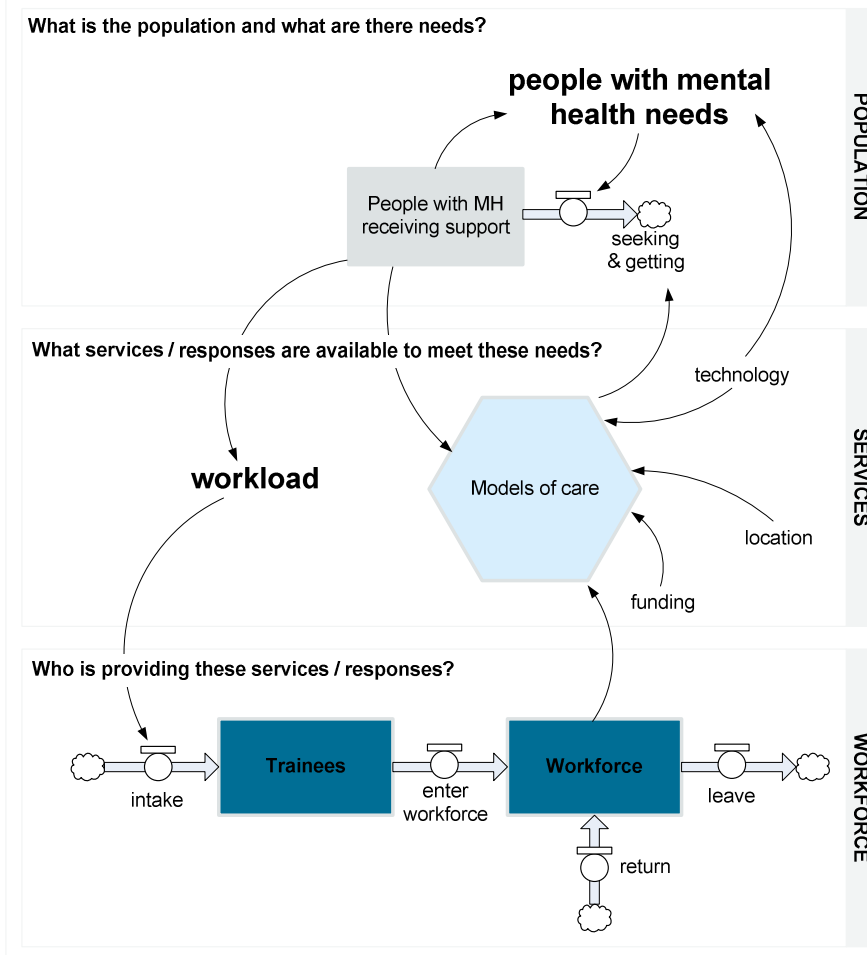 What is the population and what are there needs?
people with mental
health needs
People with MH
receiving support
seeking
& getting
POPULATION
What services / responses are available to meet these needs?
technology
workload
Models of care
location
funding
SERVICES
Who is providing these services / responses?
Trainees
Workforce
intake
enter
workforce
leave
return
WORKFORCE